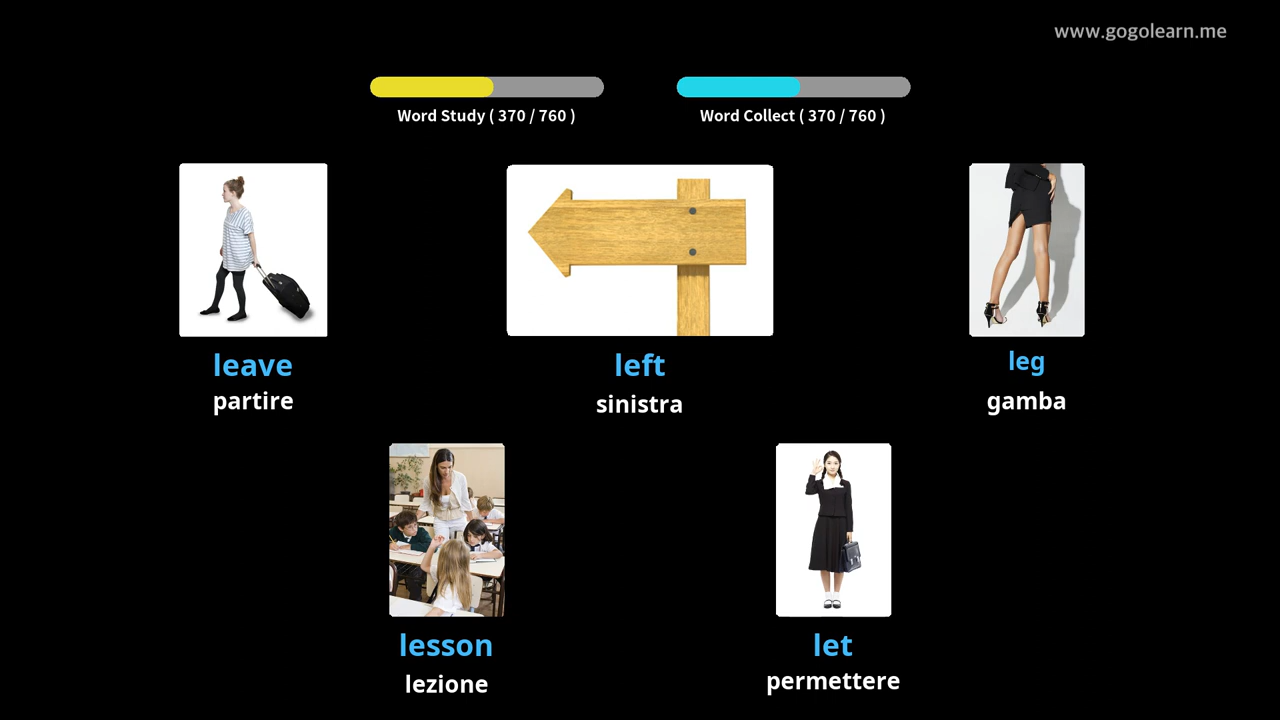 www.gogolearn.me
Word Study ( 370 / 760 )
Word Collect ( 370 / 760 )
leave
partire
left
sinistra
leg
gamba
lesson
lezione
let
permettere